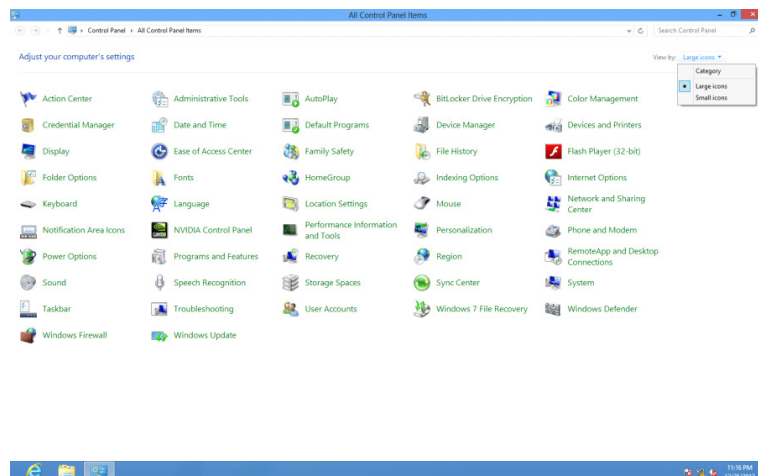 All Control Panel Items
Control Panel All Control Panel Items
Search Control Panel
Adjust your computer's settings
View by: Large icons
Category
Large icons
Small icons
Action Center
Administrative Tools
AutoPlay
BitLocker Drive Encryption
Color Management
Credential Manager
Date and Time
Default Programs
Device Manager
Devices and Printers
Display
Ease of Access Center
Family Safety
File History
Flash Player (32-bit)
Folder Options
Fonts
HomeGroup
Indexing Options
Internet Options
Keyboard
Language
Location Settings
Mouse
Network and Sharing
Center
Notification Area Icons
NVIDIA Control Panel
Performance Information
and Tools
Personalization
Phone and Modem
Power Options
Programs and Features
Recovery
Region
RemoteApp and Desktop
Connections
Sound
Speech Recognition
Storage Spaces
Sync Center
System
Taskbar
Troubleshooting
User Accounts
Windows 7 File Recovery
Windows Defender
Windows Firewall
Windows Update
11:16 PM